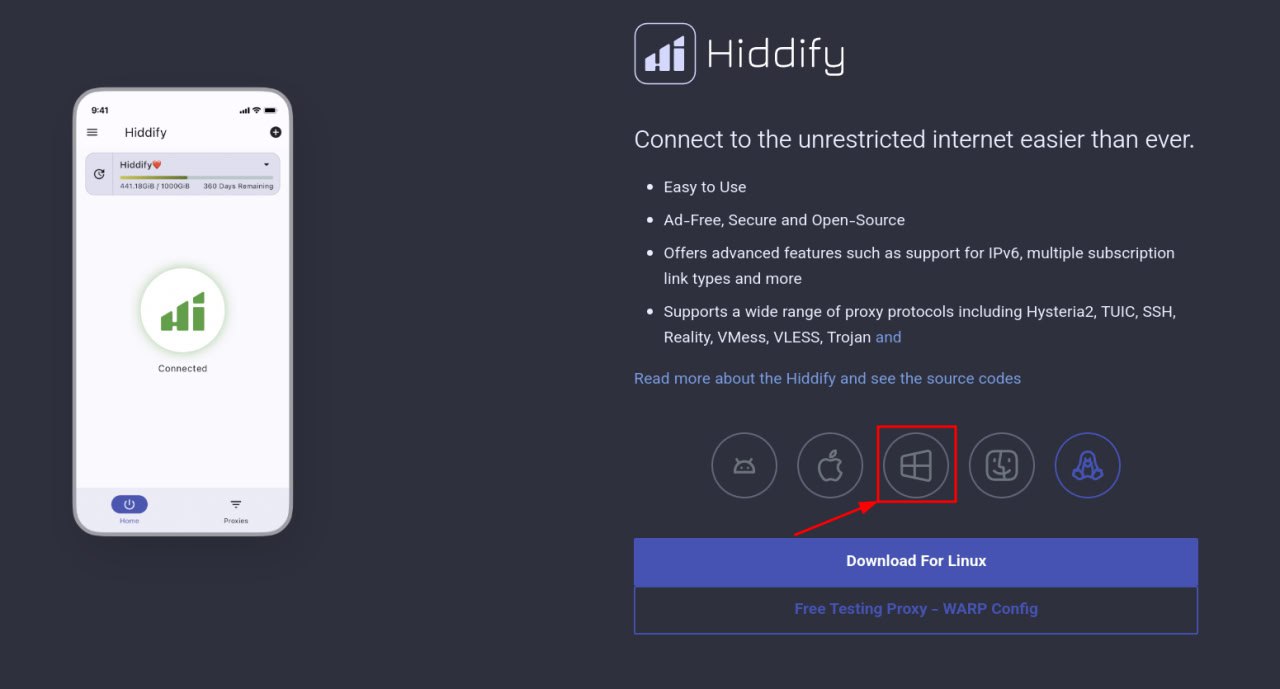 9:41
Hiddify
Hiddify❤️
441.18GiB / 1000GiB 360 Days Remaining
Connected
Home
Proxies
Hiddify
Connect to the unrestricted internet easier than ever.
Easy to Use
Ad-Free, Secure and Open-Source
Offers advanced features such as support for IPv6, multiple subscription
link types and more
Supports a wide range of proxy protocols including Hysteria2, TUIC, SSH,
Reality, VMess, VLESS, Trojan and
Read more about the Hiddify and see the source codes
Download For Linux
Free Testing Proxy - WARP Config